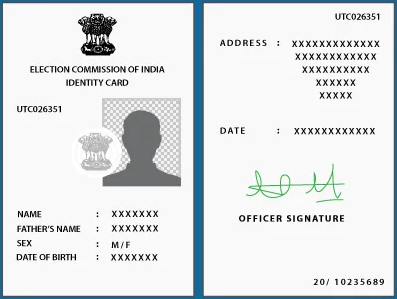 ELECTION COMMISSION OF INDIA
IDENTITY CARD
UTC026351
NAME : XXXXXXX
FATHER'S NAME : XXXXXXX
SEX : M/F
DATE OF BIRTH : XXXXXXX
UTC026351
ADDRESS : XXXXXXXXXXXXX
XXXXXXXXXXXX
XXXXXXXXXX
XXXXXX
XXXXX
DATE : XXXXXXXXXXXX
OFFICER SIGNATURE
20/ 10235689